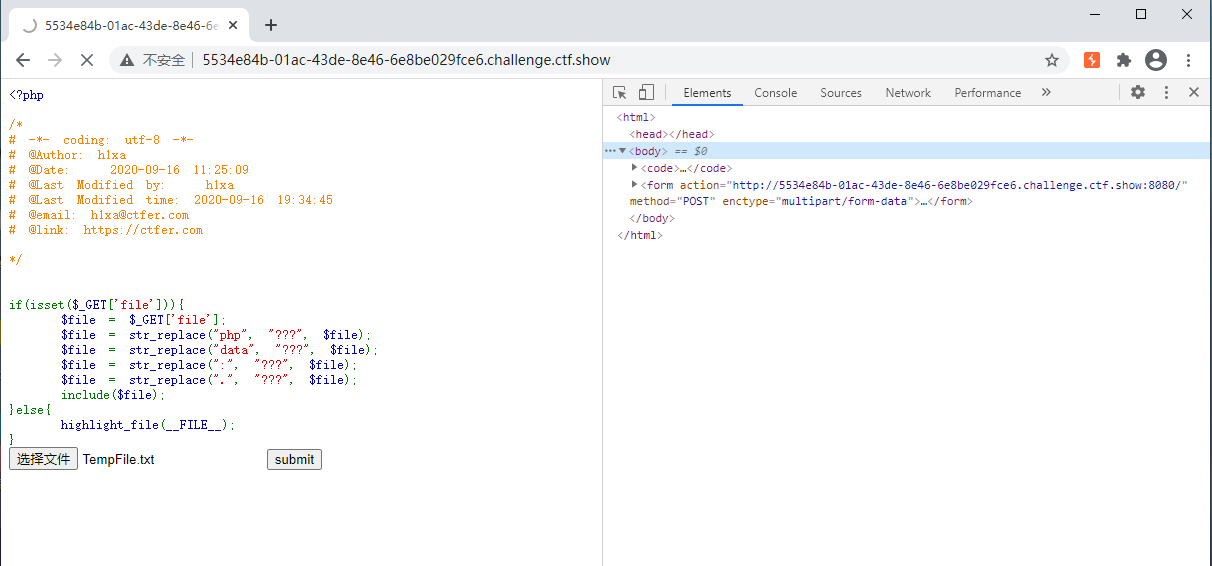 5534e84b-01ac-43de-8e46-6e
不安全 5534e84b-01ac-43de-8e46-6e8be029fce6.challenge.ctf.show
<?php
/*
# -*- coding: utf-8 -*-
# @Author: h1xa
# @Date: 2020-09-16 11:25:09
# @Last Modified by: h1xa
# @Last Modified time: 2020-09-16 19:34:45
# @email: h1xa@ctfer.com
# @link: https://ctfer.com
*/
if(isset($_GET['file'])){
$file = $_GET['file'];
$file = str_replace("php", "???", $file);
$file = str_replace("data", "???", $file);
$file = str_replace(":", "???", $file);
$file = str_replace(".", "???", $file);
include($file);
}else{
highlight_file(__FILE__);
}
选择文件 TempFile.txt submit
Elements Console Sources Network Performance »
<html>
<head></head>
<body> == $0
<code>…</code>
<form action="http://5534e84b-01ac-43de-8e46-6e8be029fce6.challenge.ctf.show:8080/"
method="POST" enctype="multipart/form-data">…</form>
</body>
</html>